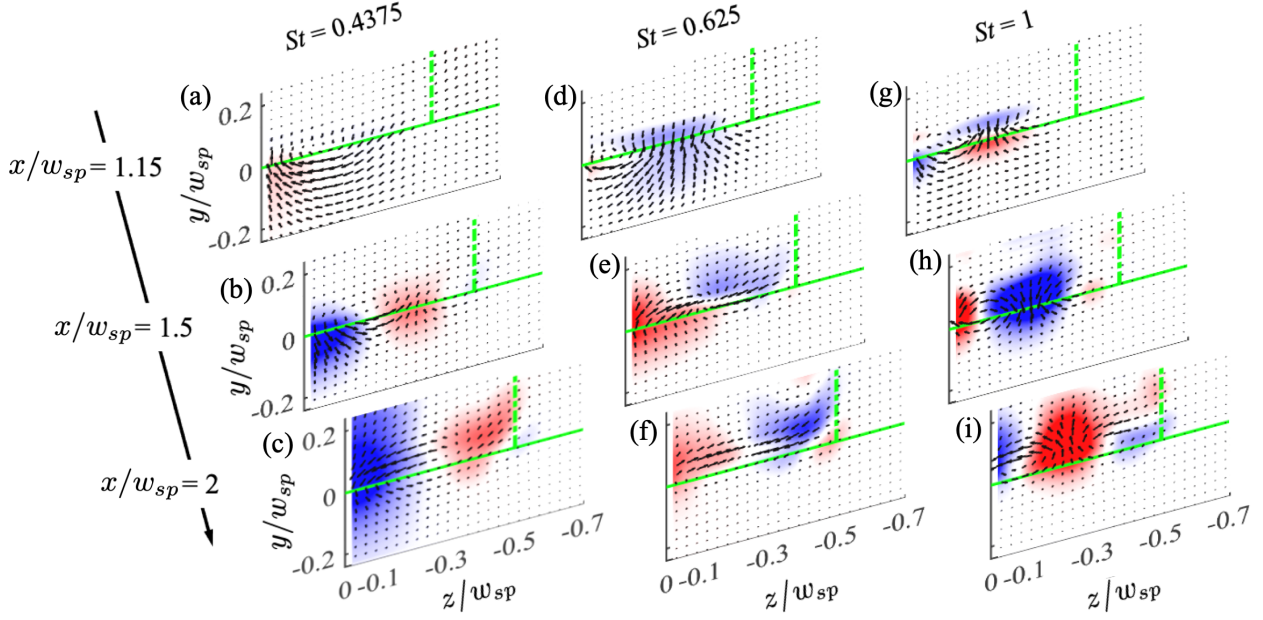 St = 0.4375
St = 0.625
St = 1
(a)
(d)
(g)
0.2
0
-0.2
y/w_sp
x/w_sp = 1.15
(b)
(e)
(h)
0.2
0
-0.2
y/w_sp
x/w_sp = 1.5
(c)
(f)
(i)
0.2
0
-0.2
y/w_sp
x/w_sp = 2
0 -0.1 -0.3 -0.5 -0.7
0 -0.1 -0.3 -0.5 -0.7
0 -0.1 -0.3 -0.5 -0.7
z/w_sp
z/w_sp
z/w_sp